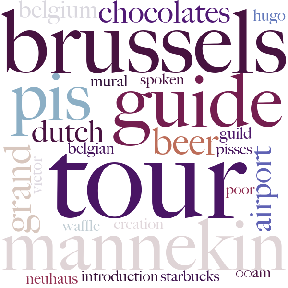 belgium chocolates hugo
brussels
mural spoken
pis guide
dutch beer guild
belgian pisses
grand victor tour poor airport
waffle creation
mannekin
neuhaus introduction starbucks ooam